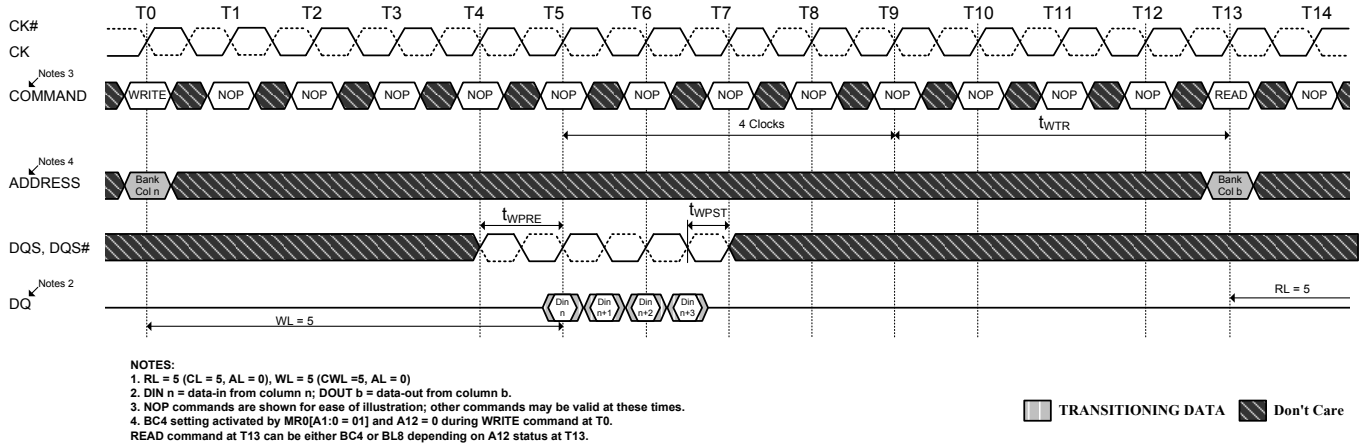 T0 T1 T2 T3 T4 T5 T6 T7 T8 T9 T10 T11 T12 T13 T14
CK#
CK
Notes 3
COMMAND WRITE NOP NOP NOP NOP NOP NOP NOP NOP NOP NOP NOP NOP READ NOP
4 Clocks tWTR
Notes 4
ADDRESS
Bank
Col n
Bank
Col b
tWPRE tWPST
DQS, DQS#
Notes 2
DQ
Din
n
Din
n+1
Din
n+2
Din
n+3
RL = 5
WL = 5
NOTES:
1. RL = 5 (CL = 5, AL = 0), WL = 5 (CWL =5, AL = 0)
2. DIN n = data-in from column n; DOUT b = data-out from column b.
3. NOP commands are shown for ease of illustration; other commands may be valid at these times.
4. BC4 setting activated by MR0[A1:0 = 01] and A12 = 0 during WRITE command at T0.
READ command at T13 can be either BC4 or BL8 depending on A12 status at T13.
TRANSITIONING DATA Don't Care